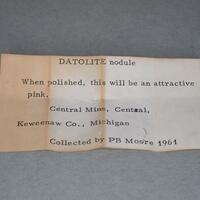 DATOLITE nodule
When polished, this will be an attractive
pink.
Central Mine, Central,
Keweenaw Co., Michigan
Collected by PB Moore 1961